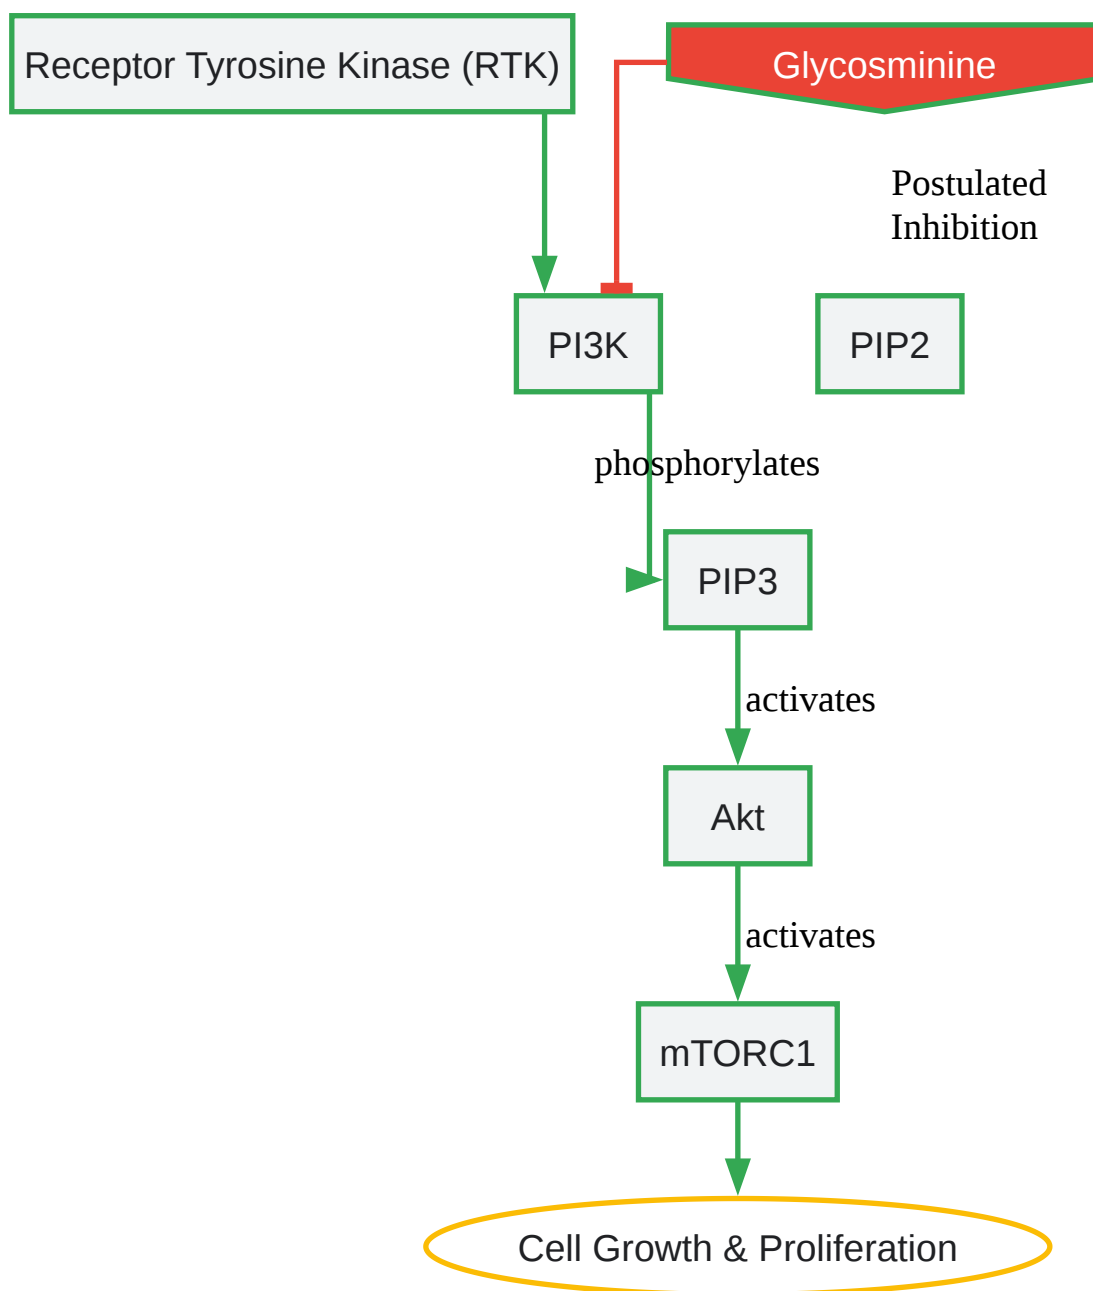 Receptor Tyrosine Kinase (RTK)
Glycosminine
Postulated
Inhibition
PI3K
PIP2
phosphorylates
PIP3
activates
Akt
activates
mTORC1
Cell Growth & Proliferation